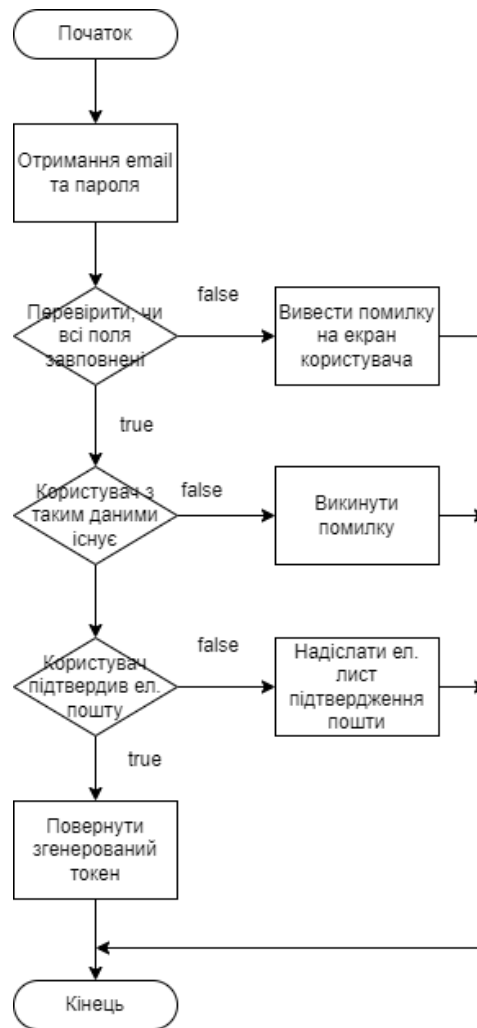 Початок
Отримання email
та пароля
Перевірити, чи
всі поля
завповнені
false
Вивести помилку
на екран
користувача
true
Користувач з
таким даними
існує
false
Викинути
помилку
Користувач
підтвердив ел.
пошту
false
Надіслати ел.
лист
підтвердження
пошти
true
Повернути
згенерований
токен
Кінець